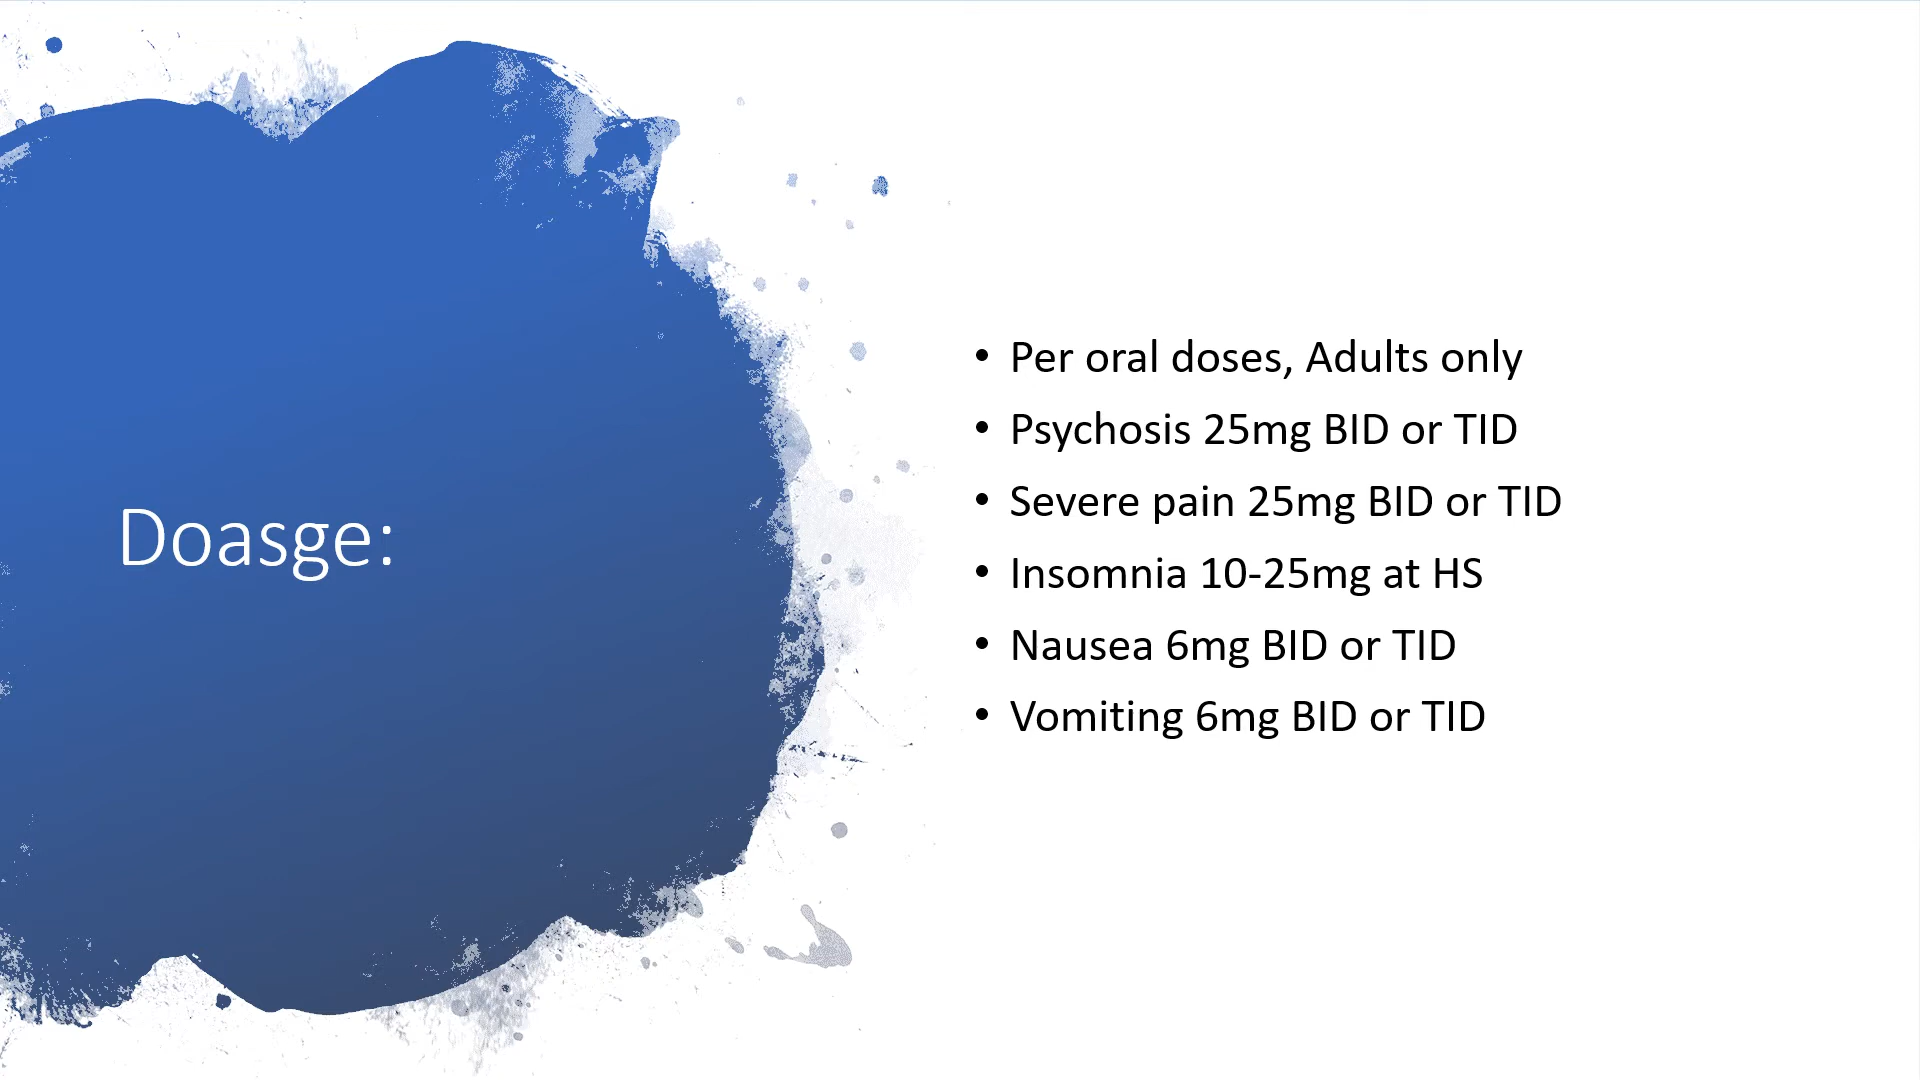 Doasge:
• Per oral doses, Adults only
• Psychosis 25mg BID or TID
• Severe pain 25mg BID or TID
• Insomnia 10-25mg at HS
• Nausea 6mg BID or TID
• Vomiting 6mg BID or TID